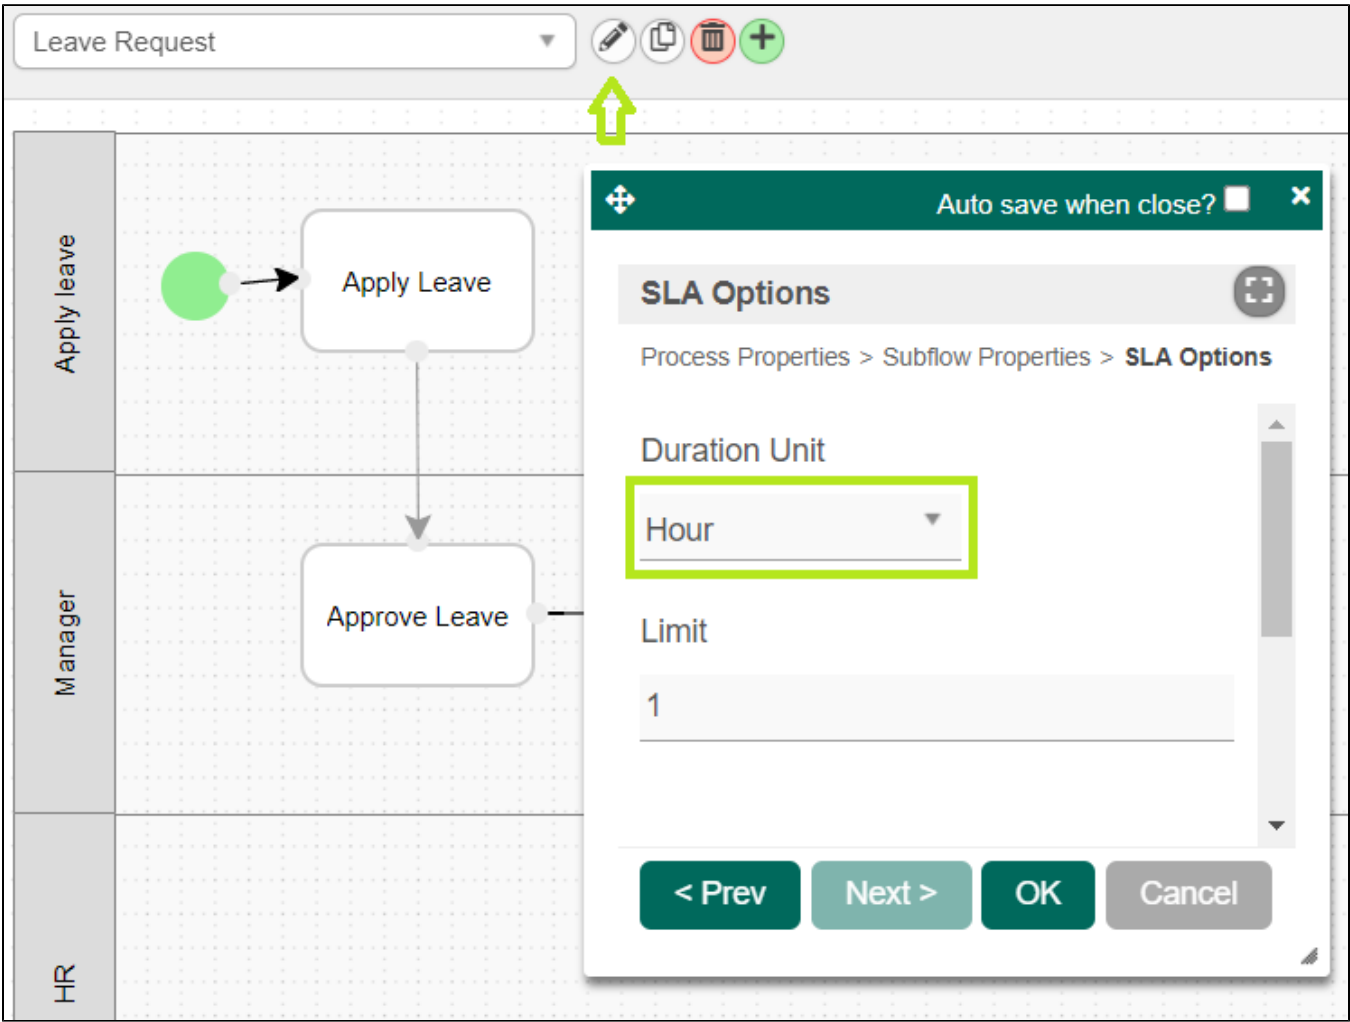 Leave Request
Auto save when close?
Apply leave
Apply Leave
SLA Options
Process Properties > Subflow Properties > SLA Options
Duration Unit
Hour
Manager
Approve Leave
Limit
1
< Prev
Next >
OK
Cancel
HR